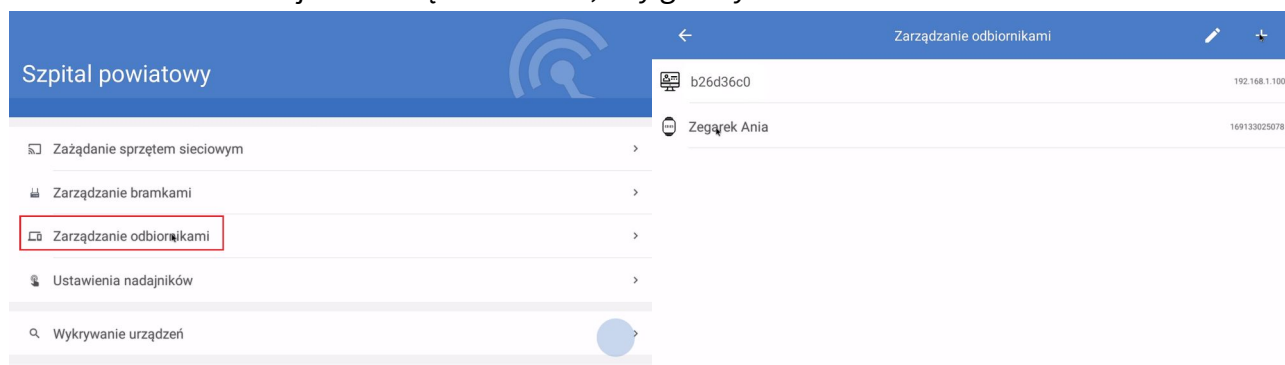 Szpital powiatowy
Zażądanie sprzętem sieciowym
Zarządzanie bramkami
Zarządzanie odbiornikami
Ustawienia nadajników
Wykrywanie urządzeń
Zarządzanie odbiornikami
b26d36c0 192.168.1.100
Zegarek Ania 169133025078